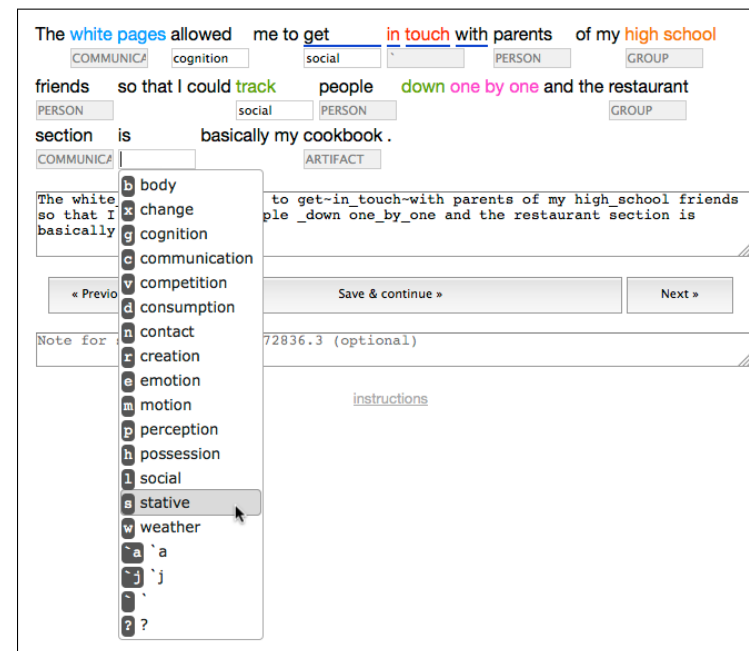 The white pages allowed me to get in touch with parents of my high school
COMMUNICA cognition social ` PERSON GROUP
friends so that I could track people down one by one and the restaurant
PERSON social PERSON GROUP
section is basically my cookbook .
COMMUNICA ARTIFACT
b body
x change
g cognition
c communication
v competition
d consumption
n contact
r creation
e emotion
m motion
p perception
h possession
l social
s stative
w weather
`a `a
`j `j
` `
? ?
The white to get~in_touch~with parents of my high_school friends
so that I ple _down one_by_one and the restaurant section is
basically
« Previo Save & continue » Next »
Note for 72836.3 (optional)
instructions